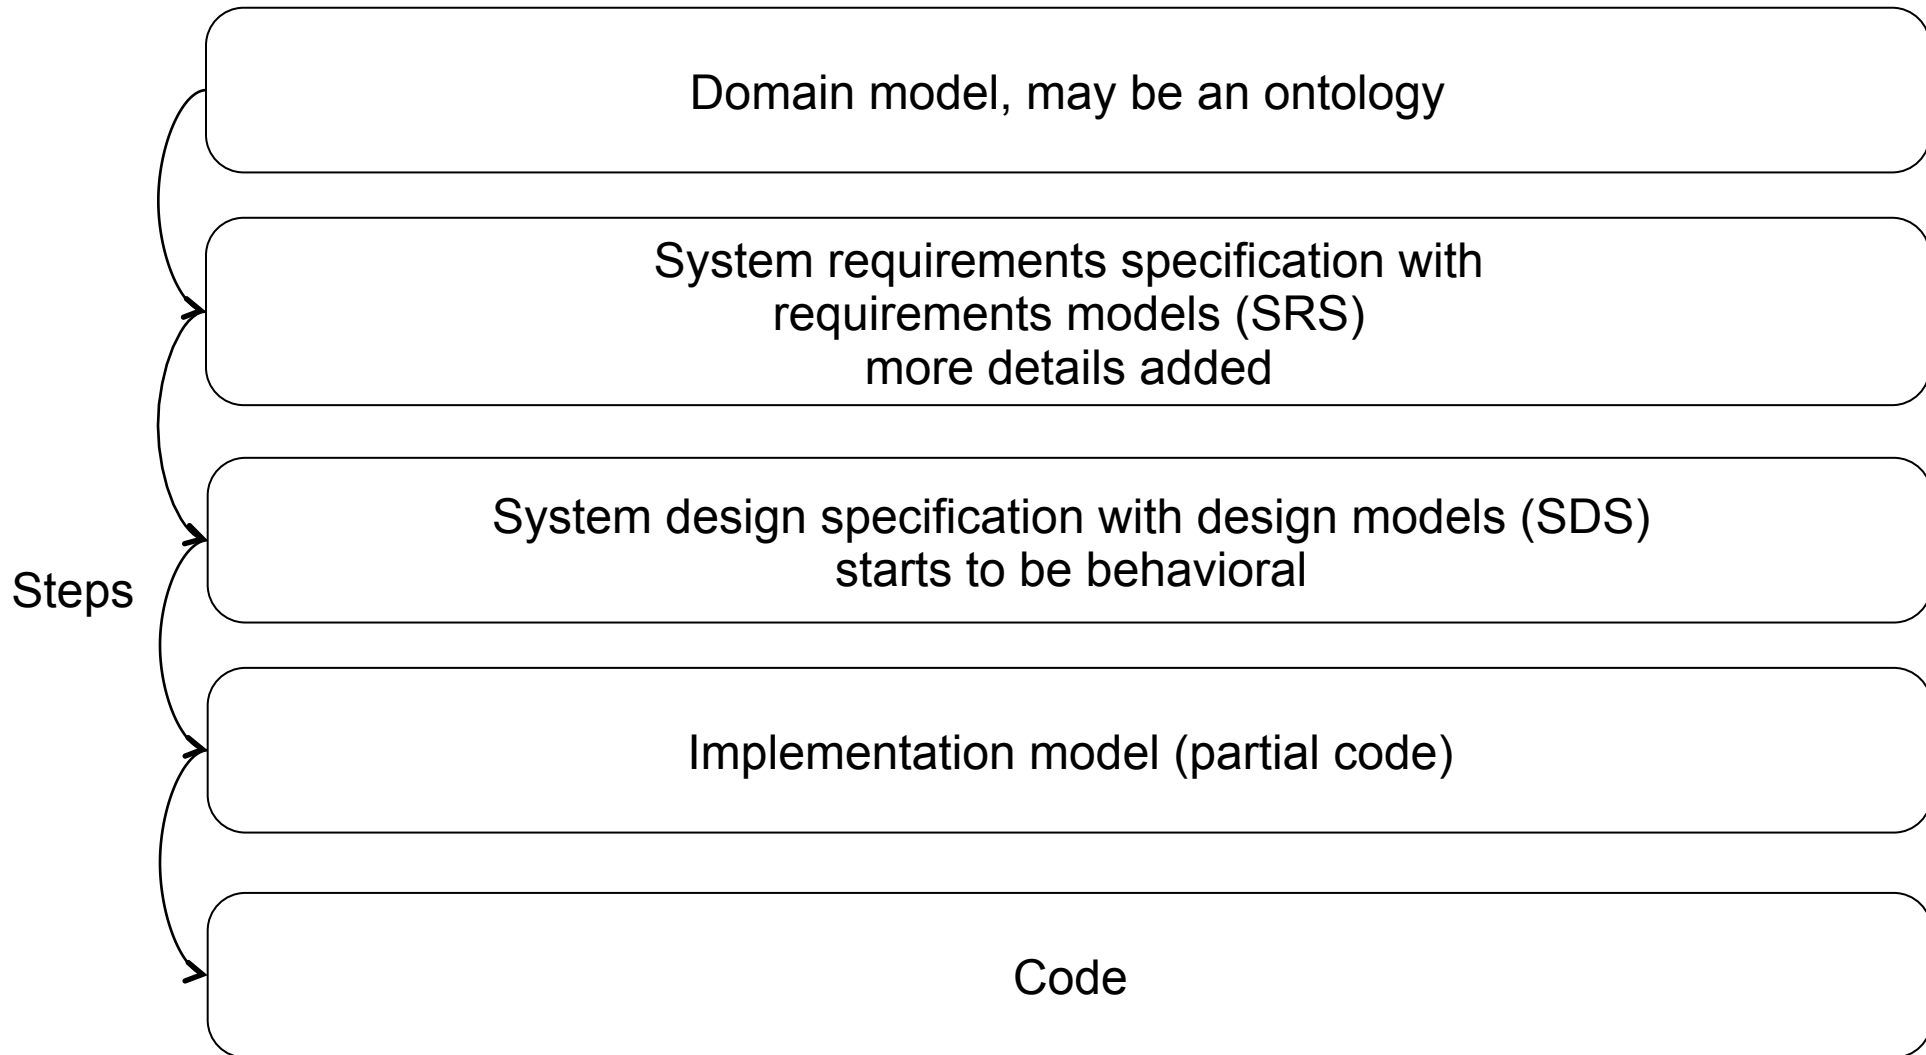 Domain model, may be an ontology
System requirements specification with
requirements models (SRS)
more details added
System design specification with design models (SDS)
starts to be behavioral
Steps
Implementation model (partial code)
Code